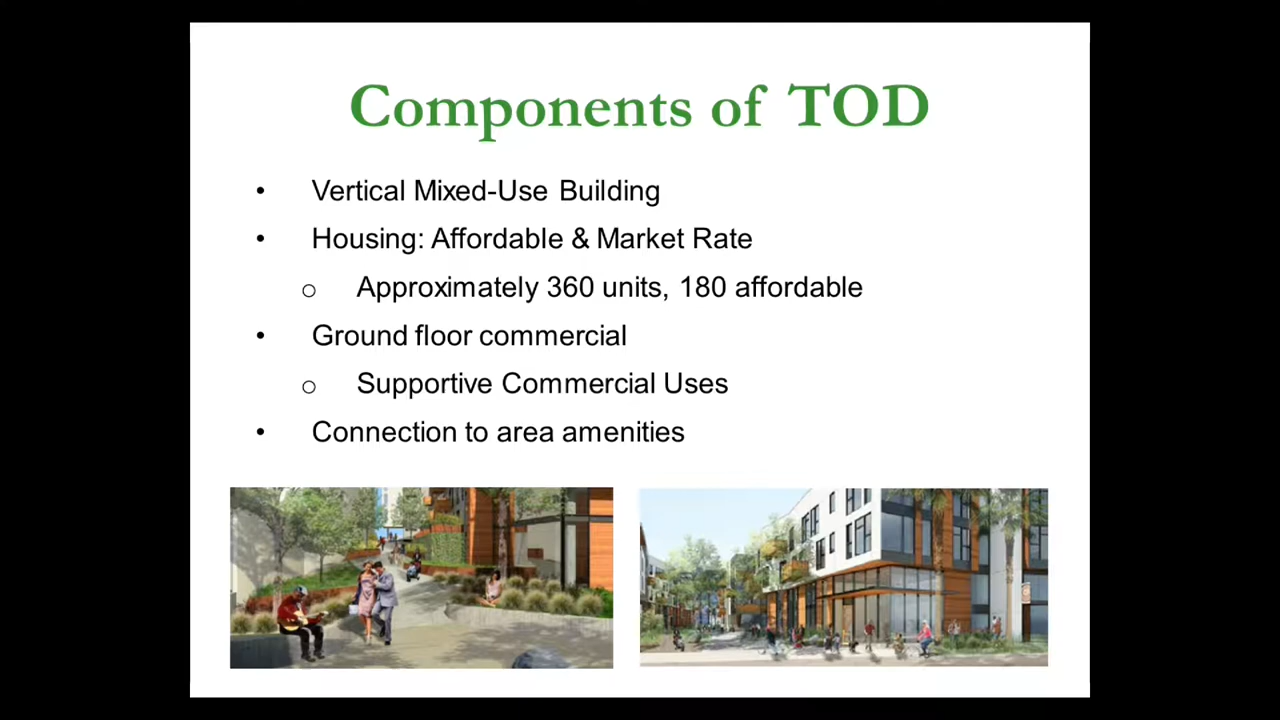 Components of TOD
• Vertical Mixed-Use Building
• Housing: Affordable & Market Rate
o Approximately 360 units, 180 affordable
• Ground floor commercial
o Supportive Commercial Uses
• Connection to area amenities